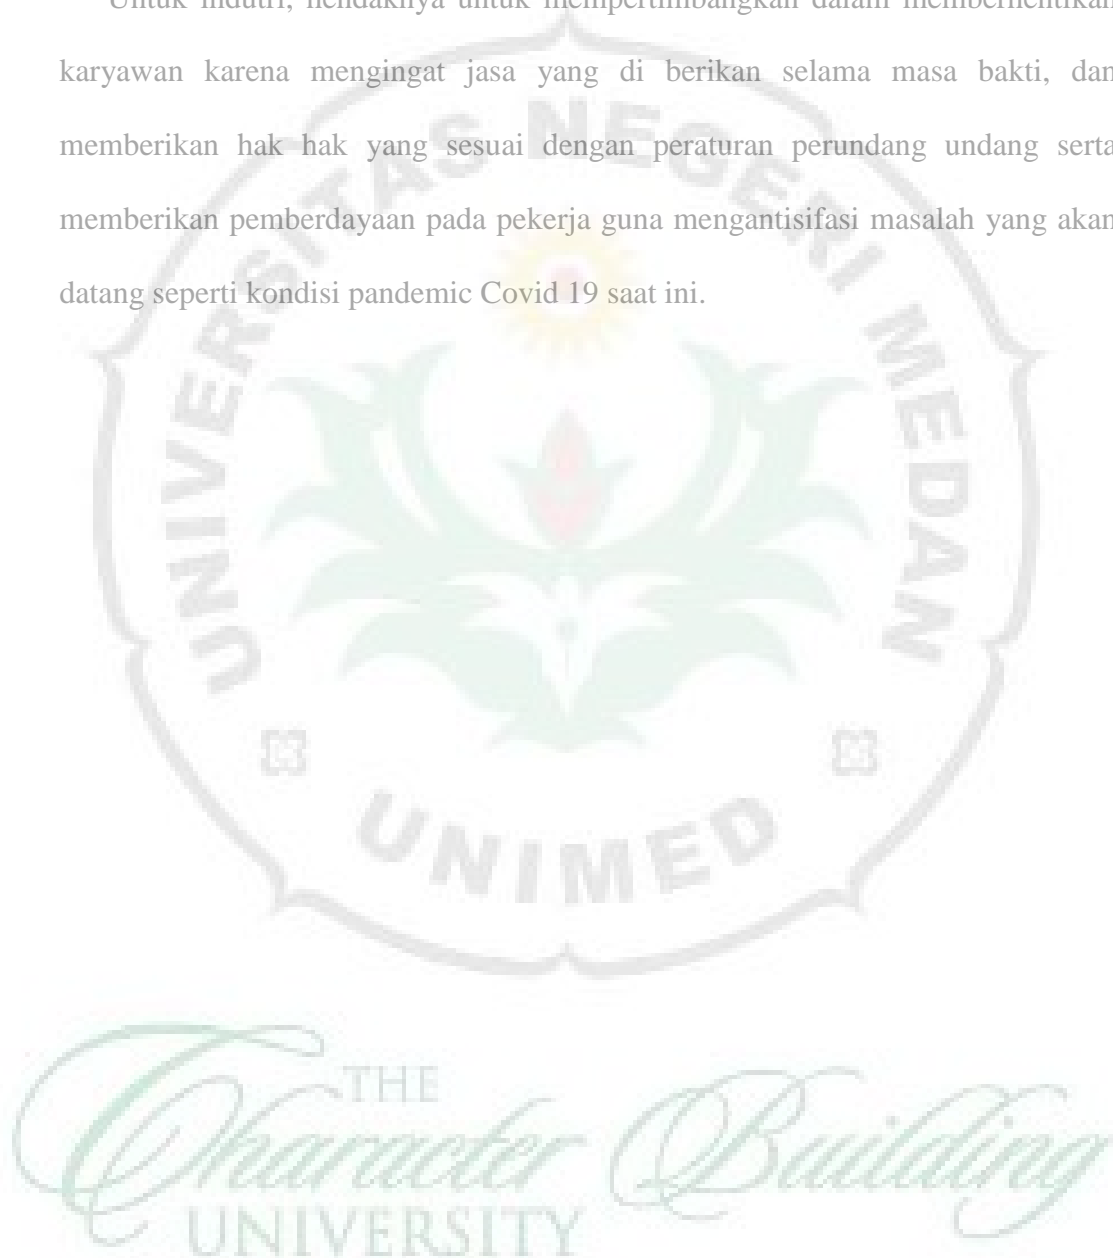 Untuk indutri, hendaknya untuk mempertimbangkan dalam memberhentikan
karyawan karena mengingat jasa yang di berikan selama masa bakti, dan
memberikan hak hak yang sesuai dengan peraturan perundang undang serta
memberikan pemberdayaan pada pekerja guna mengantisifasi masalah yang akan
datang seperti kondisi pandemic Covid 19 saat ini.
UNIVERSITAS NEGERI MEDAN
UNIMED
THE
Character Building
UNIVERSITY